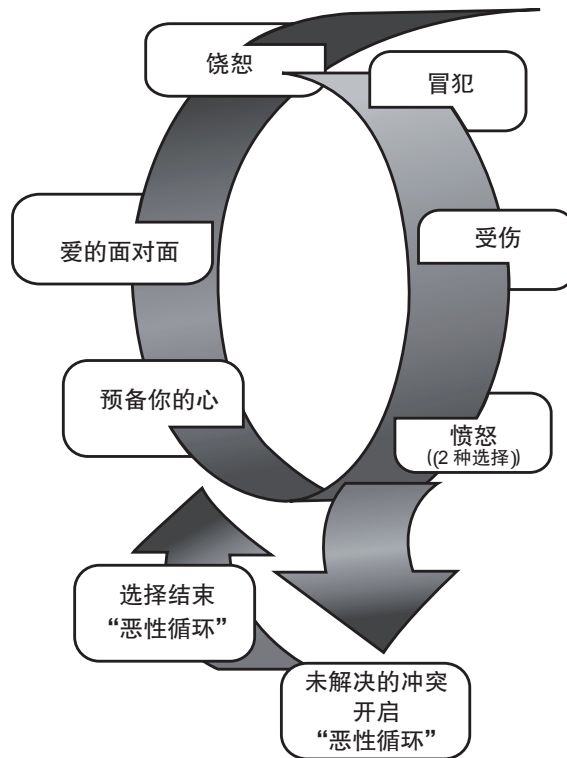 饶恕
冒犯
爱的面对面
受伤
预备你的心
愤怒
((2 种选择))
选择结束
“恶性循环”
未解决的冲突
开启
“恶性循环”